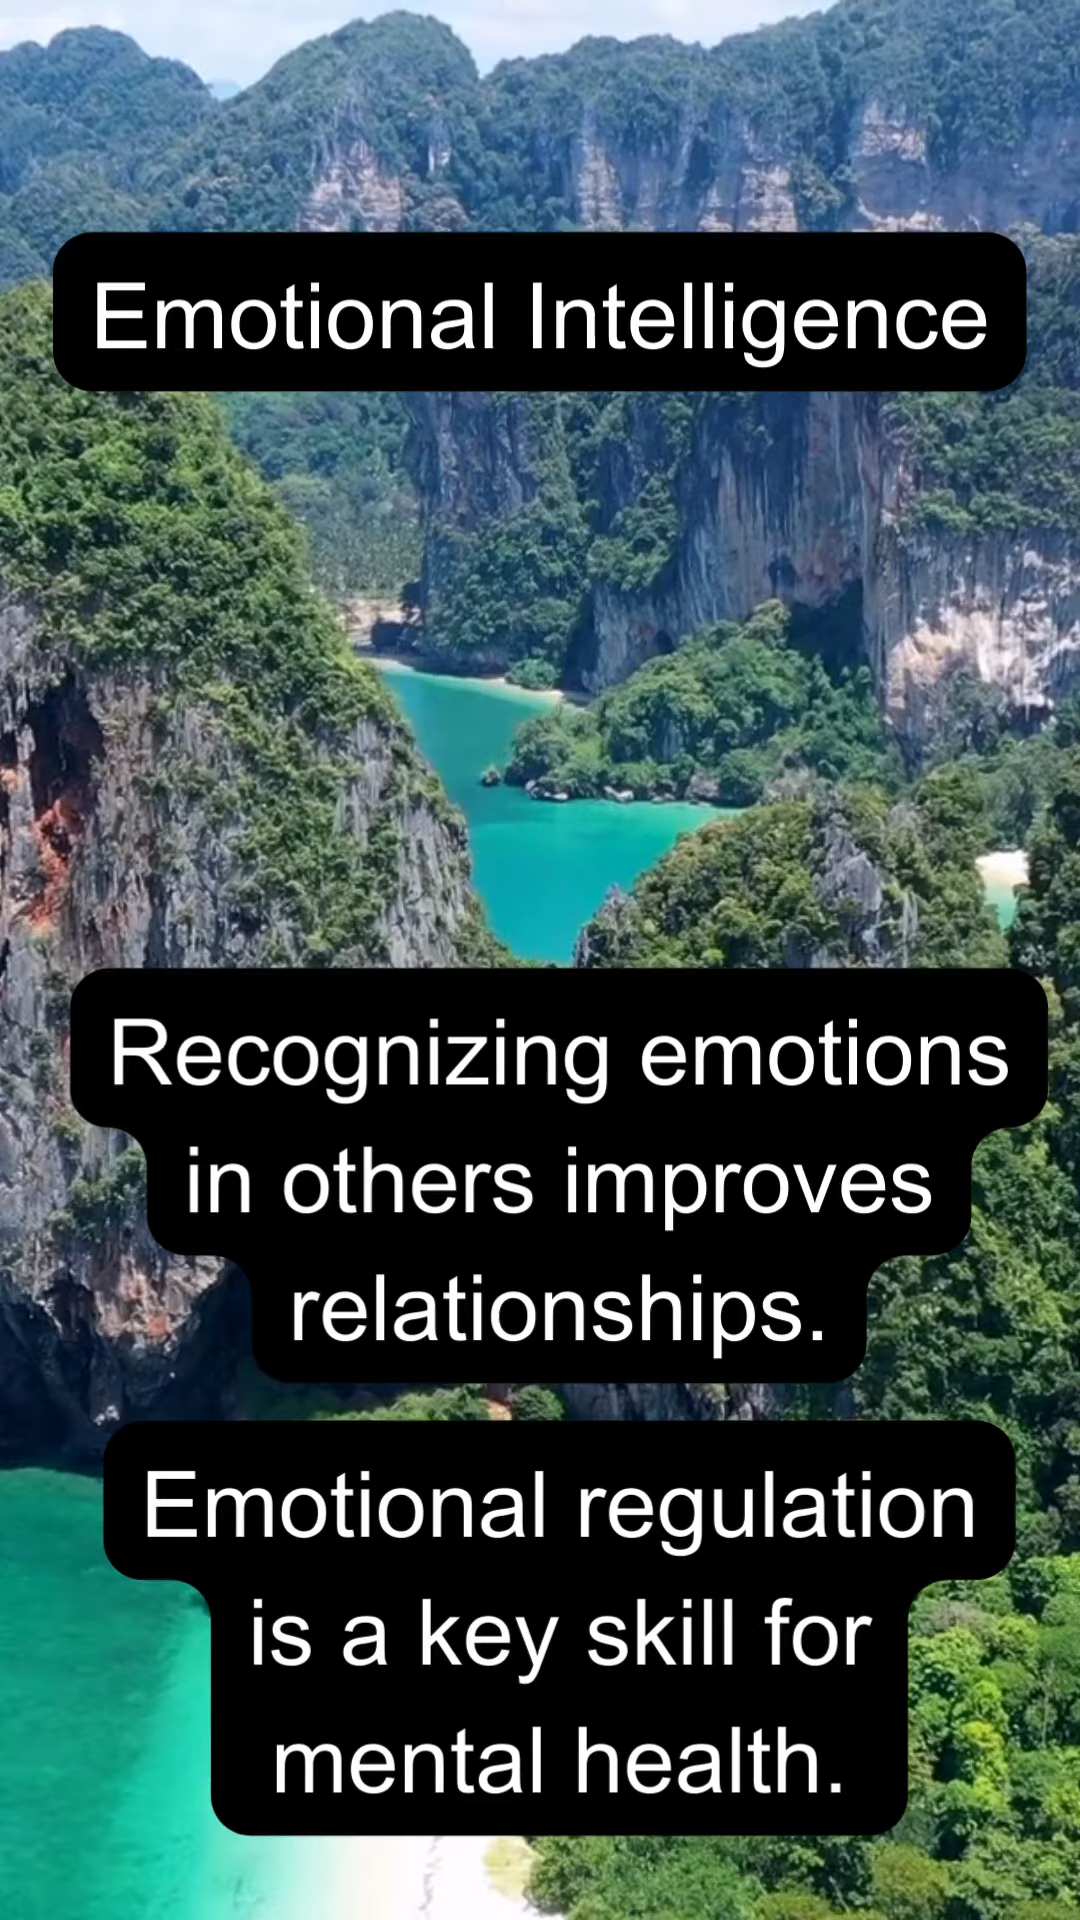 Emotional Intelligence
Recognizing emotions
in others improves
relationships.
Emotional regulation
is a key skill for
mental health.